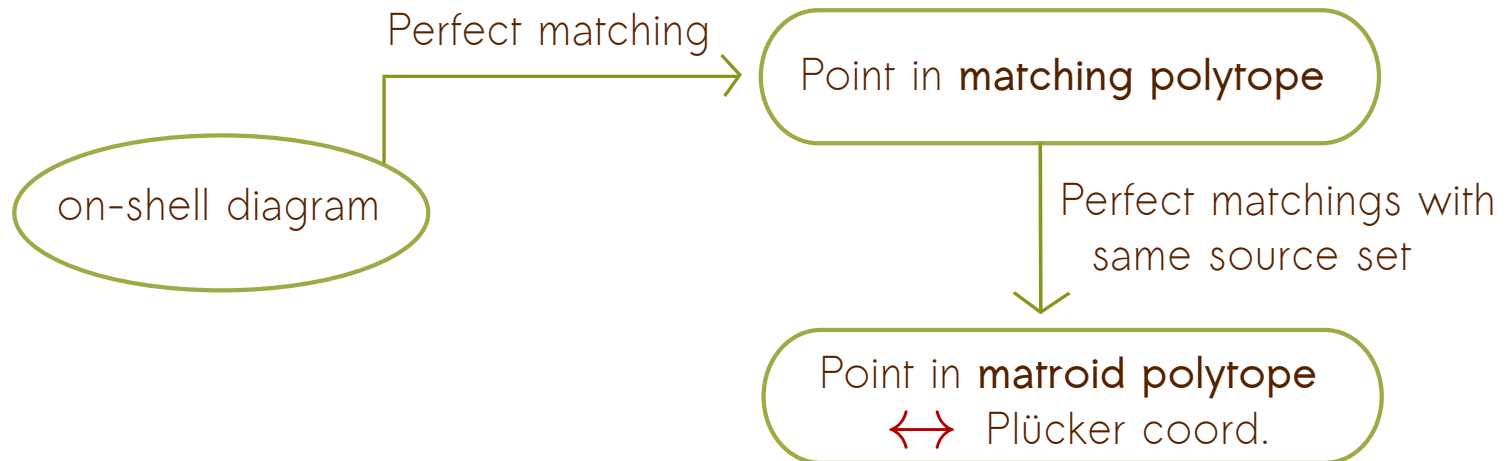 Perfect matching
Point in matching polytope
on-shell diagram
Perfect matchings with
same source set
Point in matroid polytope
↔ Plücker coord.